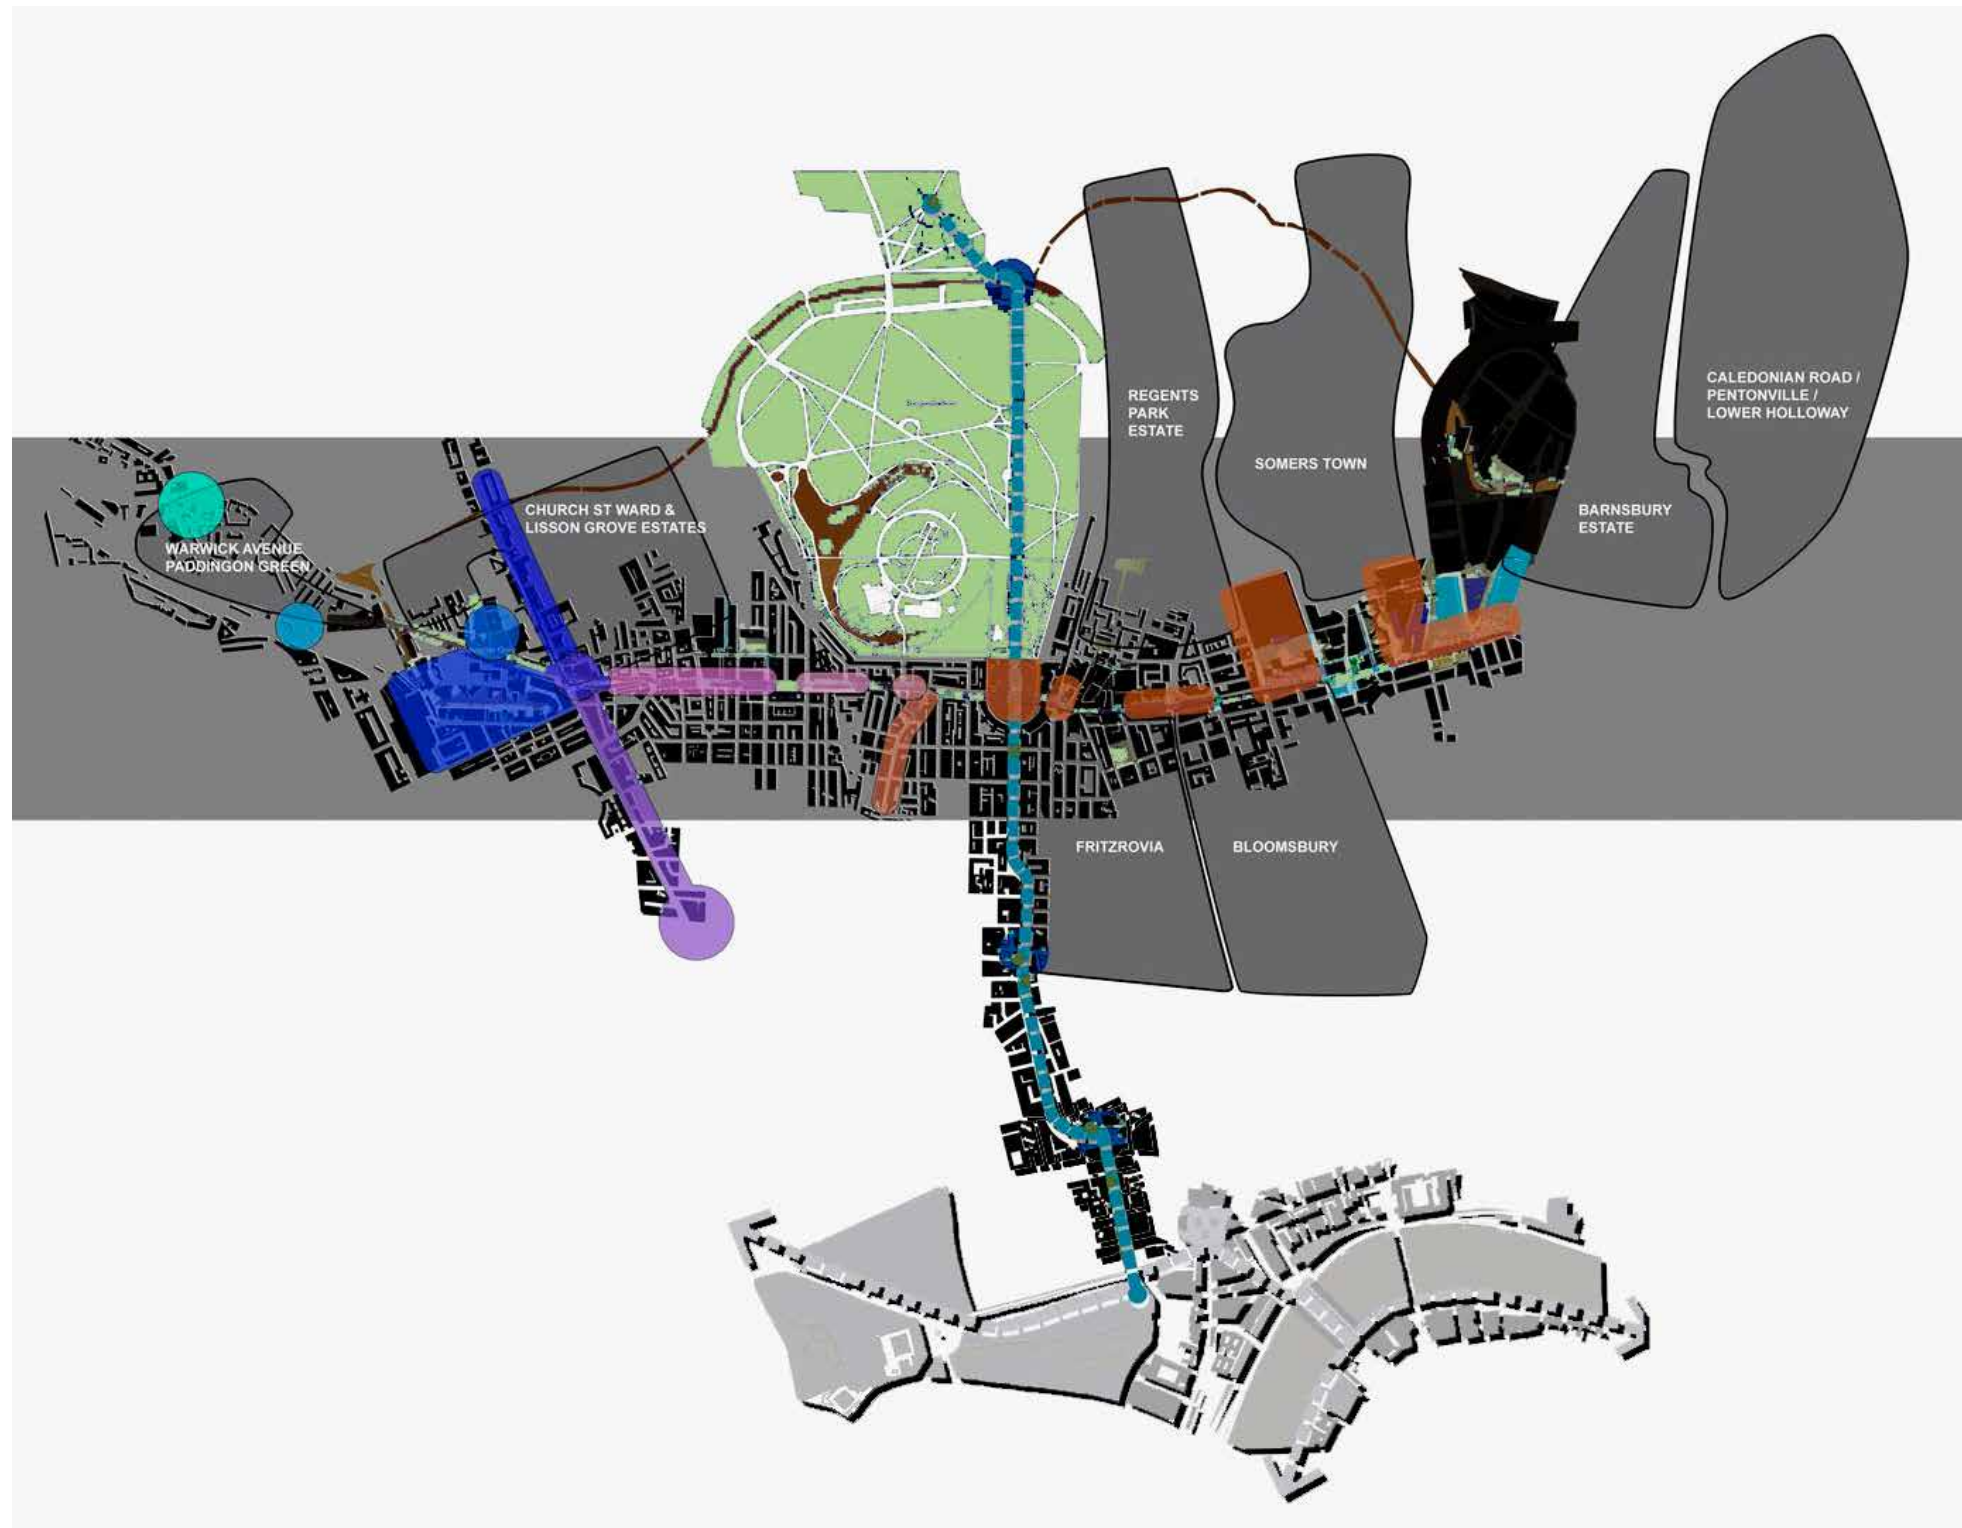 CALEDONIAN ROAD /
PENTONVILLE /
LOWER HOLLOWAY
REGENTS
PARK
ESTATE
SOMERS TOWN
CHURCH ST WARD &
LISSON GROVE ESTATES
BARNSBURY
ESTATE
WARWICK AVENUE
PADDINGON GREEN
FRITZROVIA
BLOOMSBURY